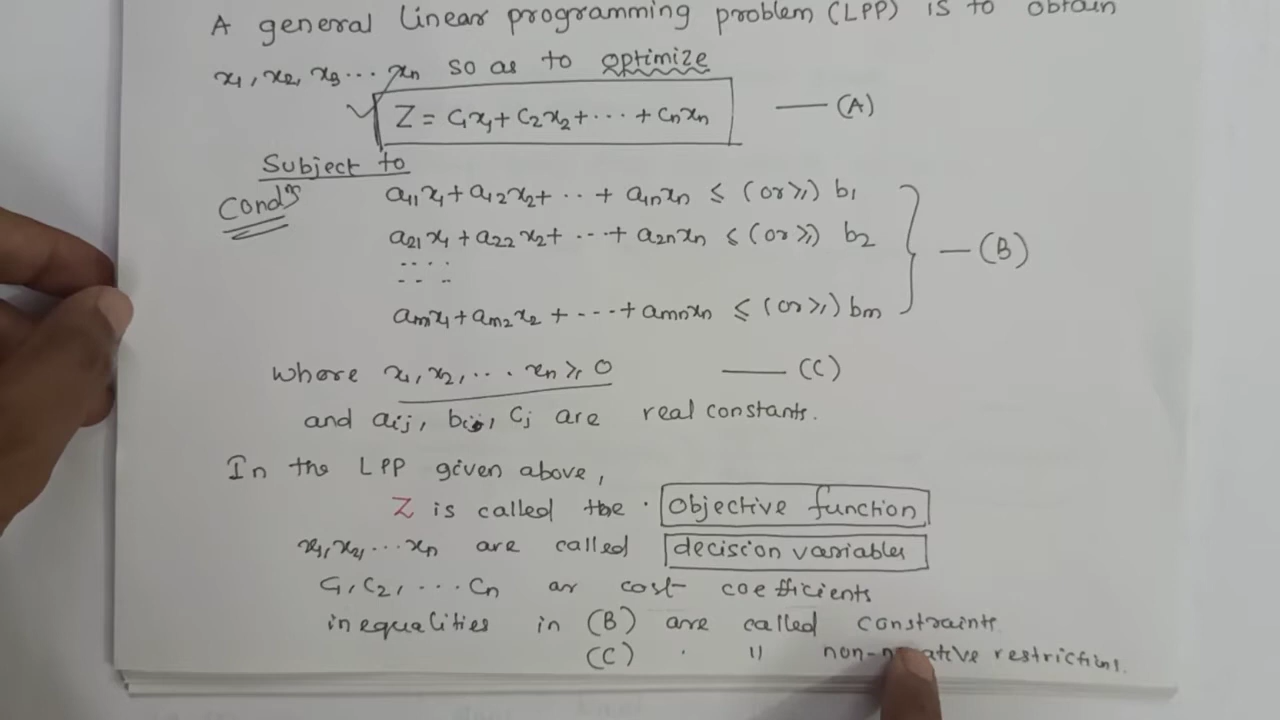 A general linear programming problem (LPP) is to obtain
x1, x2, x3 ... xn so as to optimize
Z = C1x1 + C2x2 + ... + Cnxn —— (A)
Subject to
Condns
a11x1 + a12x2 + .. + a1nxn ≤ (or ≥) b1
a21x1 + a22x2 + ... + a2nxn ≤ (or ≥) b2
— (B)
....
....
am1x1 + am2x2 + ... + amnxn ≤ (or ≥) bm
where x1, x2, ... xn ≥ 0 —— (C)
and aij, bi, Cj are real constants.
In the LPP given above,
Z is called the objective function
x1, x2, ... xn are called decision variables
C1, C2, ... Cn ar cost coefficients
inequalities in (B) are called constraints
(C) " non- restrictions.